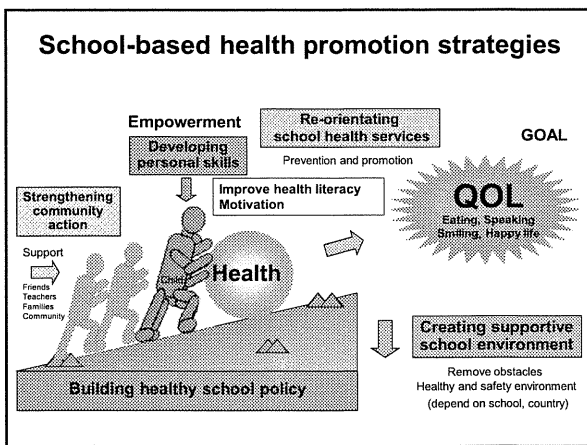 School-based health promotion strategies
Empowerment
Developing
personal skills
Re-orientating
school health services
Prevention and promotion
GOAL
QOL
Eating, Speaking
Smiling, Happy life
Improve health literacy
Motivation
Strengthening
community
action
Support
Friends
Teachers
Families
Community
Child
Health
Creating supportive
school environment
Remove obstacles
Healthy and safety environment
(depend on school, country)
Building healthy school policy